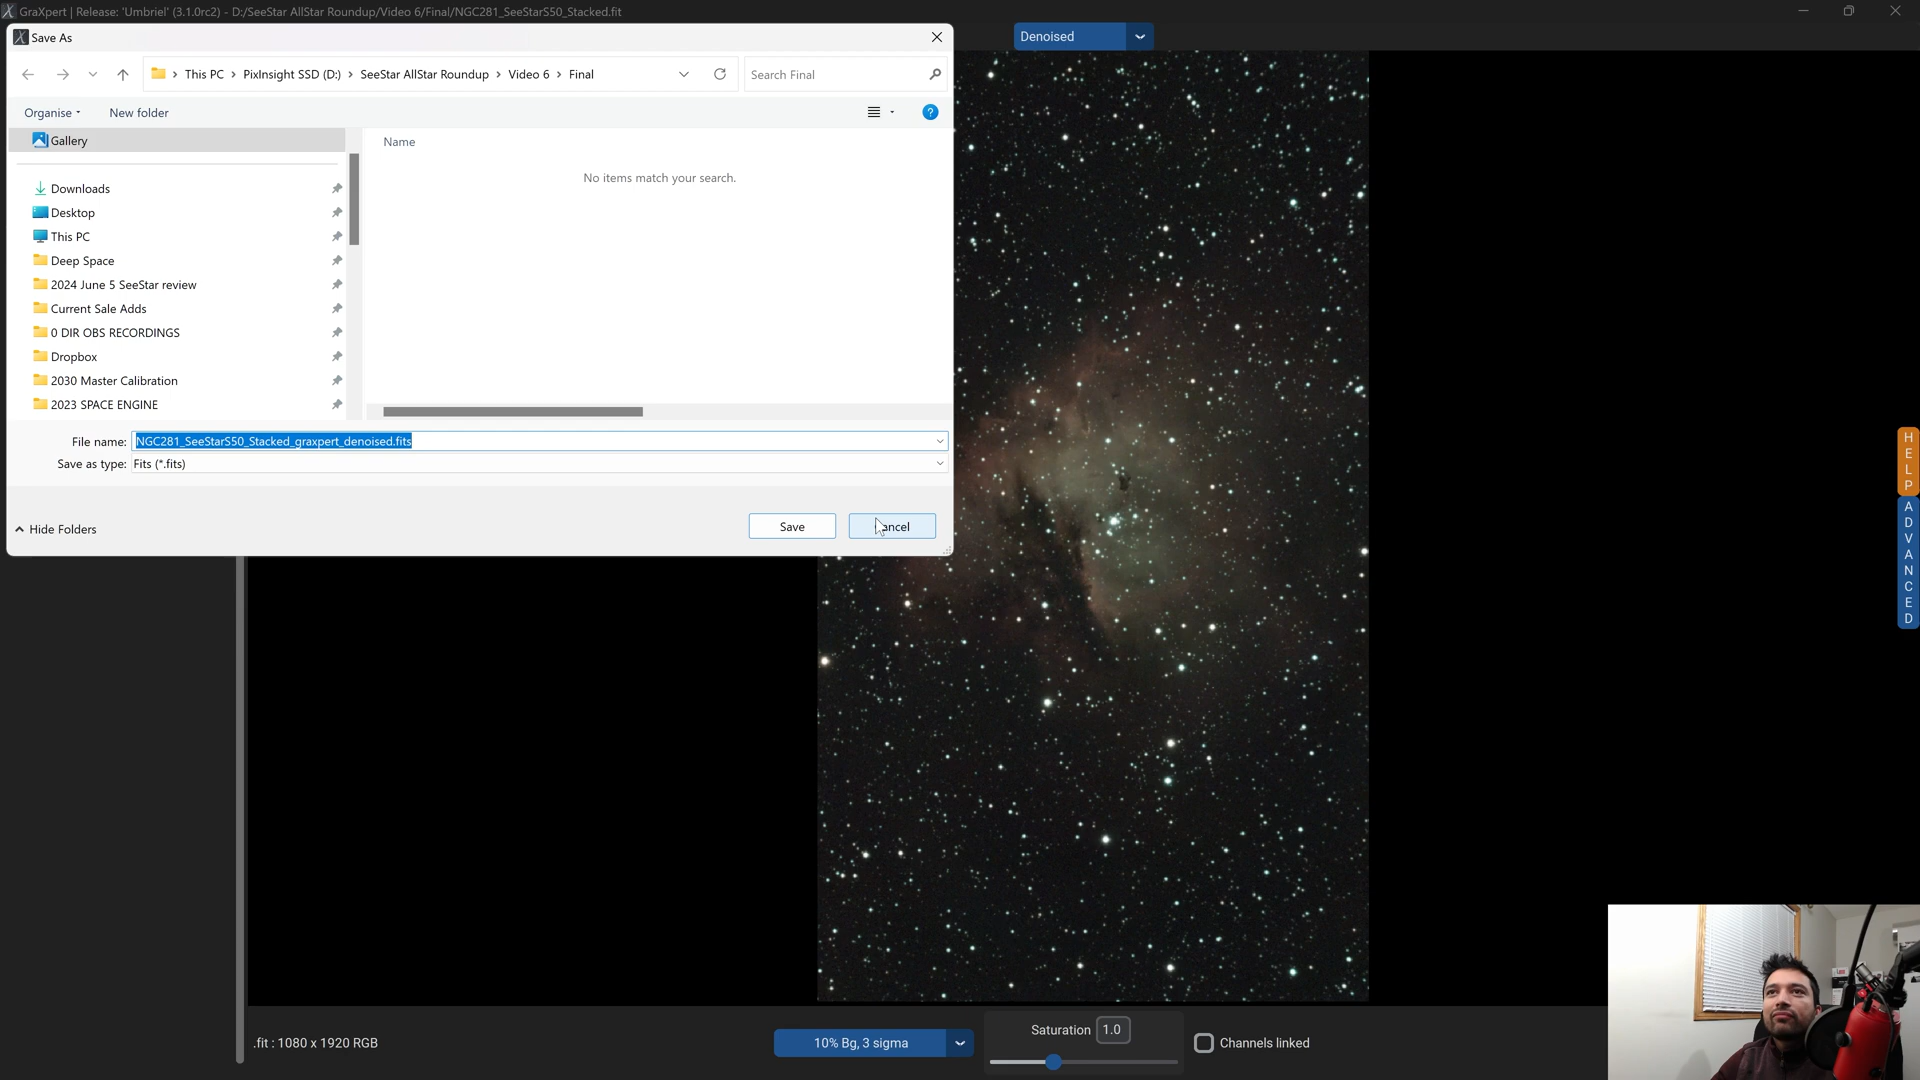 GraXpert | Release: 'Umbriel' (3.1.0rc2) - D:/SeeStar AllStar Roundup/Video 6/Final/NGC281_SeeStarS50_Stacked.fit
Save As
Denoised
This PC > PixInsight SSD (D:) > SeeStar AllStar Roundup > Video 6 > Final
Search Final
Organise
New folder
?
Gallery
Name
No items match your search.
Downloads
Desktop
This PC
Deep Space
2024 June 5 SeeStar review
Current Sale Adds
0 DIR OBS RECORDINGS
Dropbox
2030 Master Calibration
2023 SPACE ENGINE
File name: NGC281_SeeStarS50_Stacked_graxpert_denoised.fits
Save as type: Fits (*.fits)
Hide Folders
Save
Cancel
HELP
ADVANCED
.fit : 1080 x 1920 RGB
10% Bg, 3 sigma
Saturation 1.0
Channels linked